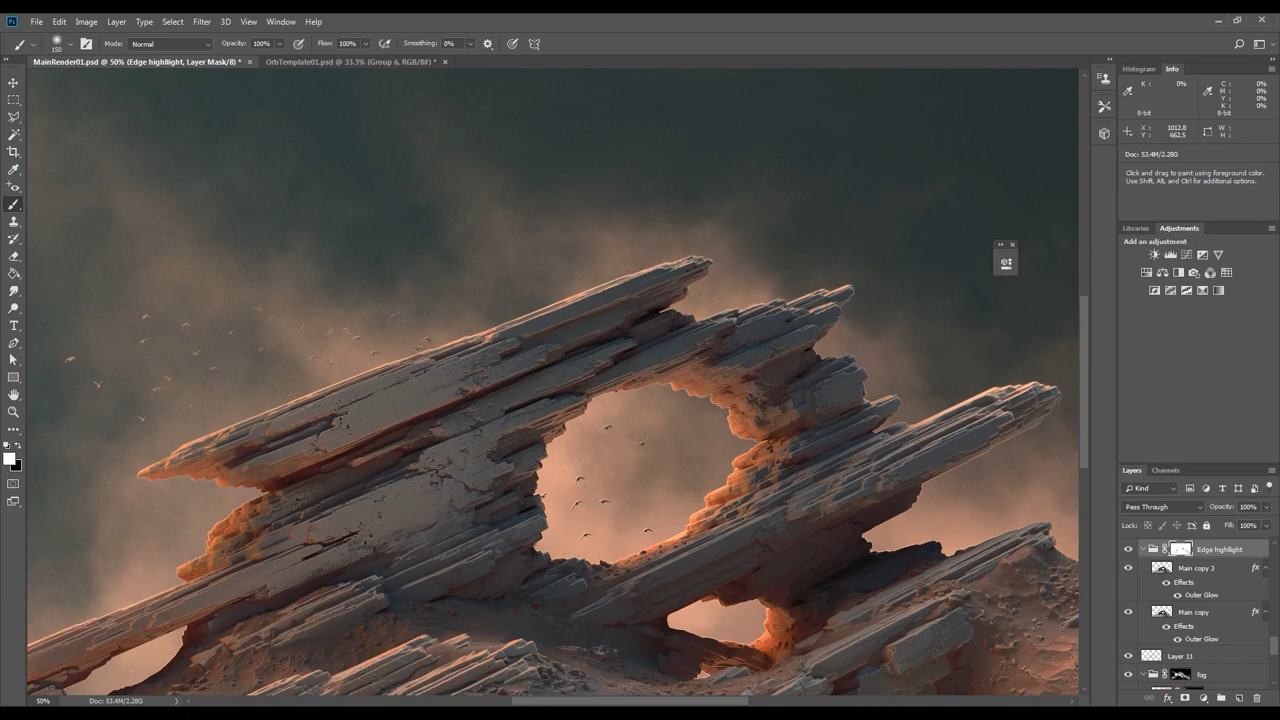 Ps File Edit Image Layer Type Select Filter 3D View Window Help
150 Mode: Normal Opacity: 100% Flow: 100% Smoothing: 0%
MainRender01.psd @ 50% (Edge highllight, Layer Mask/8) * × OrbTemplate01.psd @ 33.3% (Group 6, RGB/8#) * ×
Histogram Info
K : 0% C : 0%
M : 0%
Y : 0%
K : 0%
8-bit 8-bit
X : 1012.8 W :
Y : 662.5 H :
Doc: 53.4M/2.28G
Click and drag to paint using foreground color.
Use Shift, Alt, and Ctrl for additional options.
Libraries Adjustments
Add an adjustment
Layers Channels
Kind
Pass Through Opacity: 100%
Lock: Fill: 100%
Edge highlight
Main copy 3 fx
Effects
Outer Glow
Main copy fx
Effects
Outer Glow
Layer 11
fog
50% Doc: 53.4M/2.28G